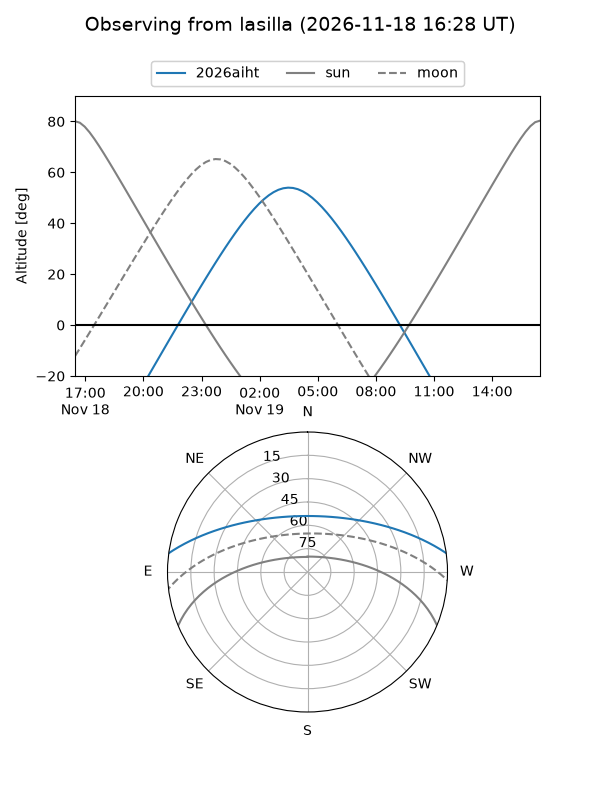 Observing from lasilla (2026-11-18 16:28 UT)
2026aiht sun moon
Altitude [deg]
80
60
40
20
0
−20
17:00 20:00 23:00 02:00 05:00 08:00 11:00 14:00
Nov 18 Nov 19
N
NE NW
15
30
45
60
75
E W
SE SW
S